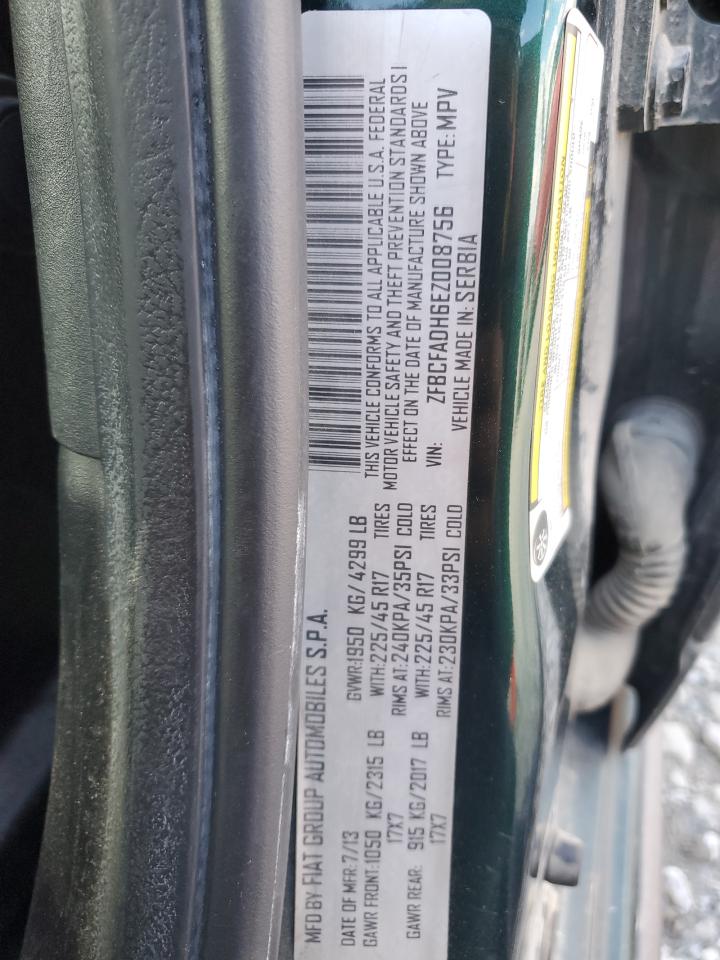 MFD BY FIAT GROUP AUTOMOBILES S.P.A.
DATE OF MFR: 7/13 GVWR: 1950 KG/ 4299 LB
GAWR FRONT: 1050 KG/ 2315 LB WITH: 225/45 R17 TIRES
17X7 RIMS AT: 240KPA/35PSI COLD
GAWR REAR: 915 KG/ 2017 LB WITH: 225/45 R17 TIRES
17X7 RIMS AT: 230KPA/33PSI COLD
THIS VEHICLE CONFORMS TO ALL APPLICABLE U.S.A. FEDERAL
MOTOR VEHICLE SAFETY AND THEFT PREVENTION STANDARDS I
EFFECT ON THE DATE OF MANUFACTURE SHOWN ABOVE
VIN: ZFBCFADH6EZ008756 TYPE: MPV
VEHICLE MADE IN: SERBIA